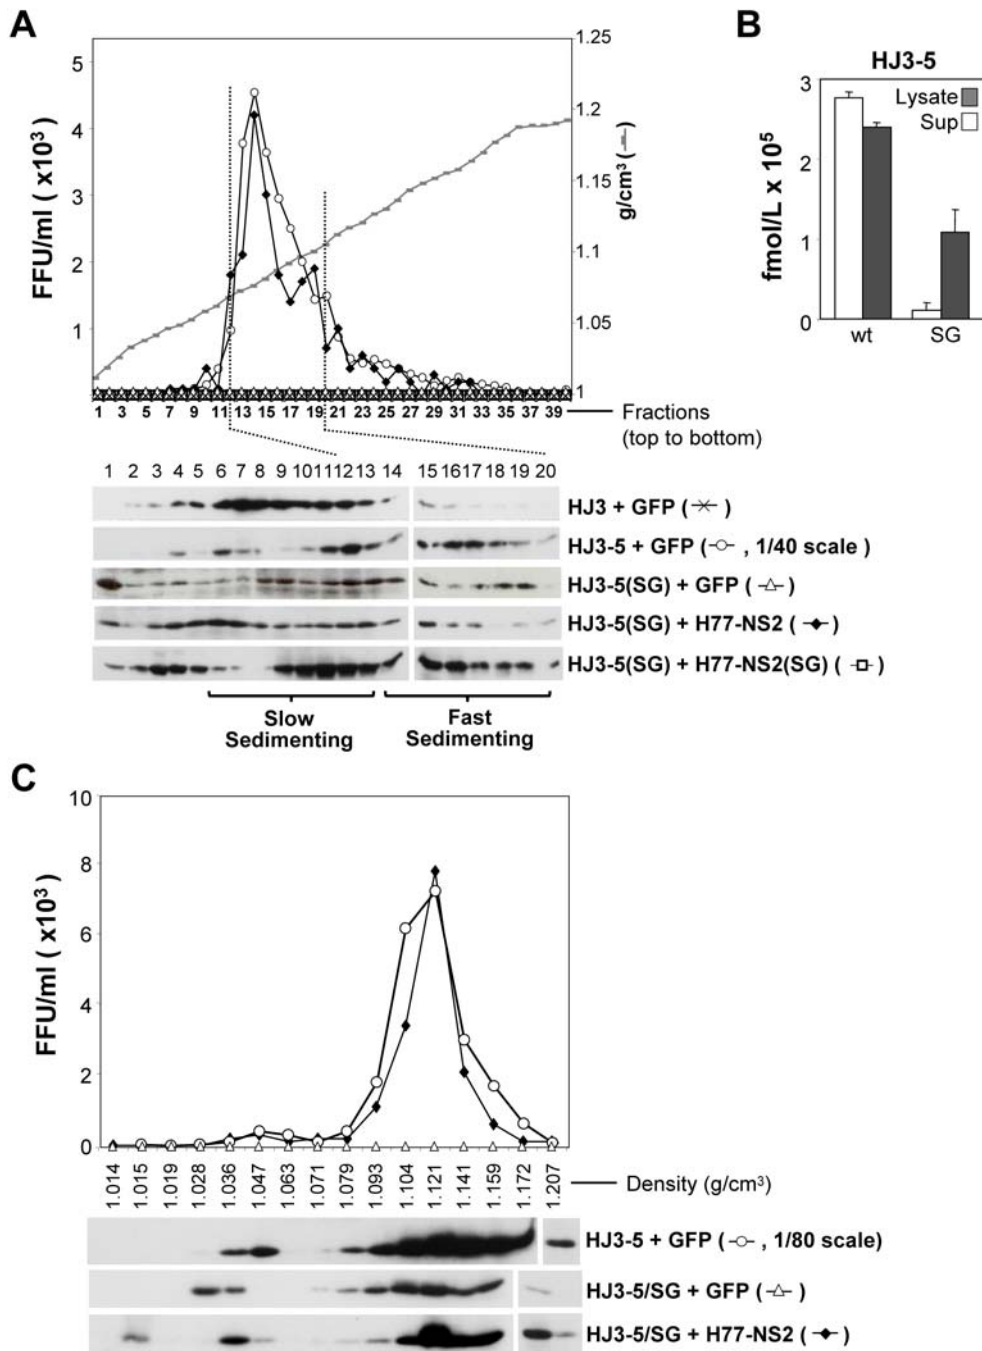 A
FFU/ml ( x10³)
5
4
3
2
1
1.25
1.2
1.15
1.10
1.05
1
g/cm³ ( )
1 3 5 7 9 11 13 15 17 19 21 23 25 27 29 31 33 35 37 39
Fractions
(top to bottom)
1 2 3 4 5 6 7 8 9 10 11 12 13 14 15 16 17 18 19 20
HJ3 + GFP ( )
HJ3-5 + GFP ( , 1/40 scale )
HJ3-5(SG) + GFP ( )
HJ3-5(SG) + H77-NS2 ( )
HJ3-5(SG) + H77-NS2(SG) ( )
Slow
Sedimenting
Fast
Sedimenting
B
HJ3-5
Lysate
Sup
fmol/L x 10⁵
3
2
1
0
wt SG
C
FFU/ml ( x10³)
10
8
6
4
2
0
1.014 1.015 1.019 1.028 1.036 1.047 1.063 1.071 1.079 1.093 1.104 1.121 1.141 1.159 1.172 1.207
Density (g/cm³)
HJ3-5 + GFP ( , 1/80 scale)
HJ3-5/SG + GFP ( )
HJ3-5/SG + H77-NS2 ( )